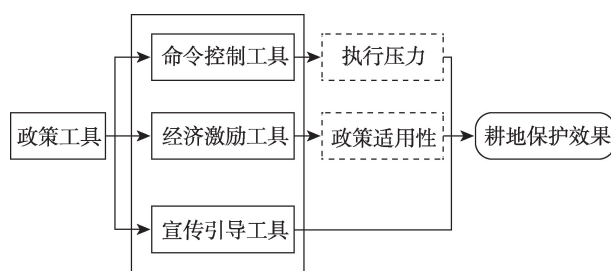 命令控制工具
执行压力
政策工具
经济激励工具
政策适用性
耕地保护效果
宣传引导工具